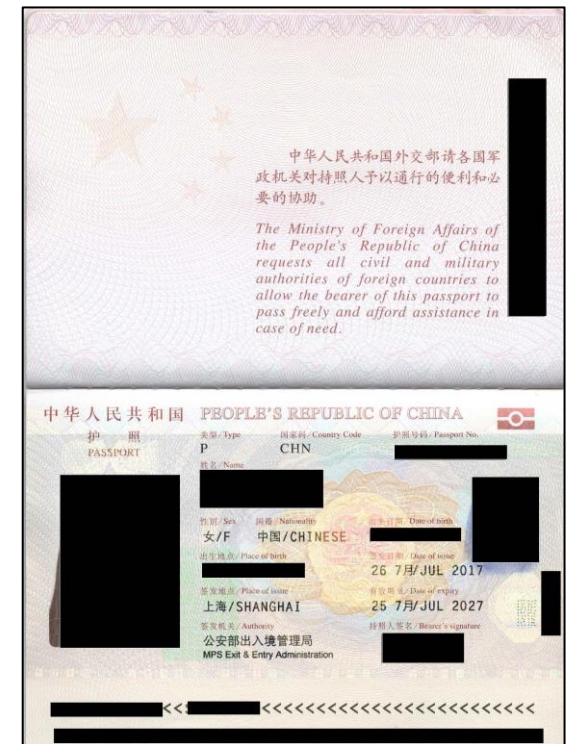 中华人民共和国外交部请各国军
政机关对持照人予以通行的便利和必
要的协助。
The Ministry of Foreign Affairs of
the People's Republic of China
requests all civil and military
authorities of foreign countries to
allow the bearer of this passport to
pass freely and afford assistance in
case of need.
中华人民共和国 PEOPLE'S REPUBLIC OF CHINA
护 照
PASSPORT
类型/Type 国家码/Country Code 护照号码/Passport No.
P CHN
姓名/Name
性别/Sex 国籍/Nationality 出生日期/Date of birth
女/F 中国/CHINESE
出生地点/Place of birth 签发日期/Date of issue
26 7月/JUL 2017
签发地点/Place of issue 有效期至/Date of expiry
上海/SHANGHAI 25 7月/JUL 2027
签发机关/Authority 持照人签名/Bearer's signature
公安部出入境管理局
MPS Exit & Entry Administration
<<<<<<<<<<<<<<<<<<<<<<<<<<<